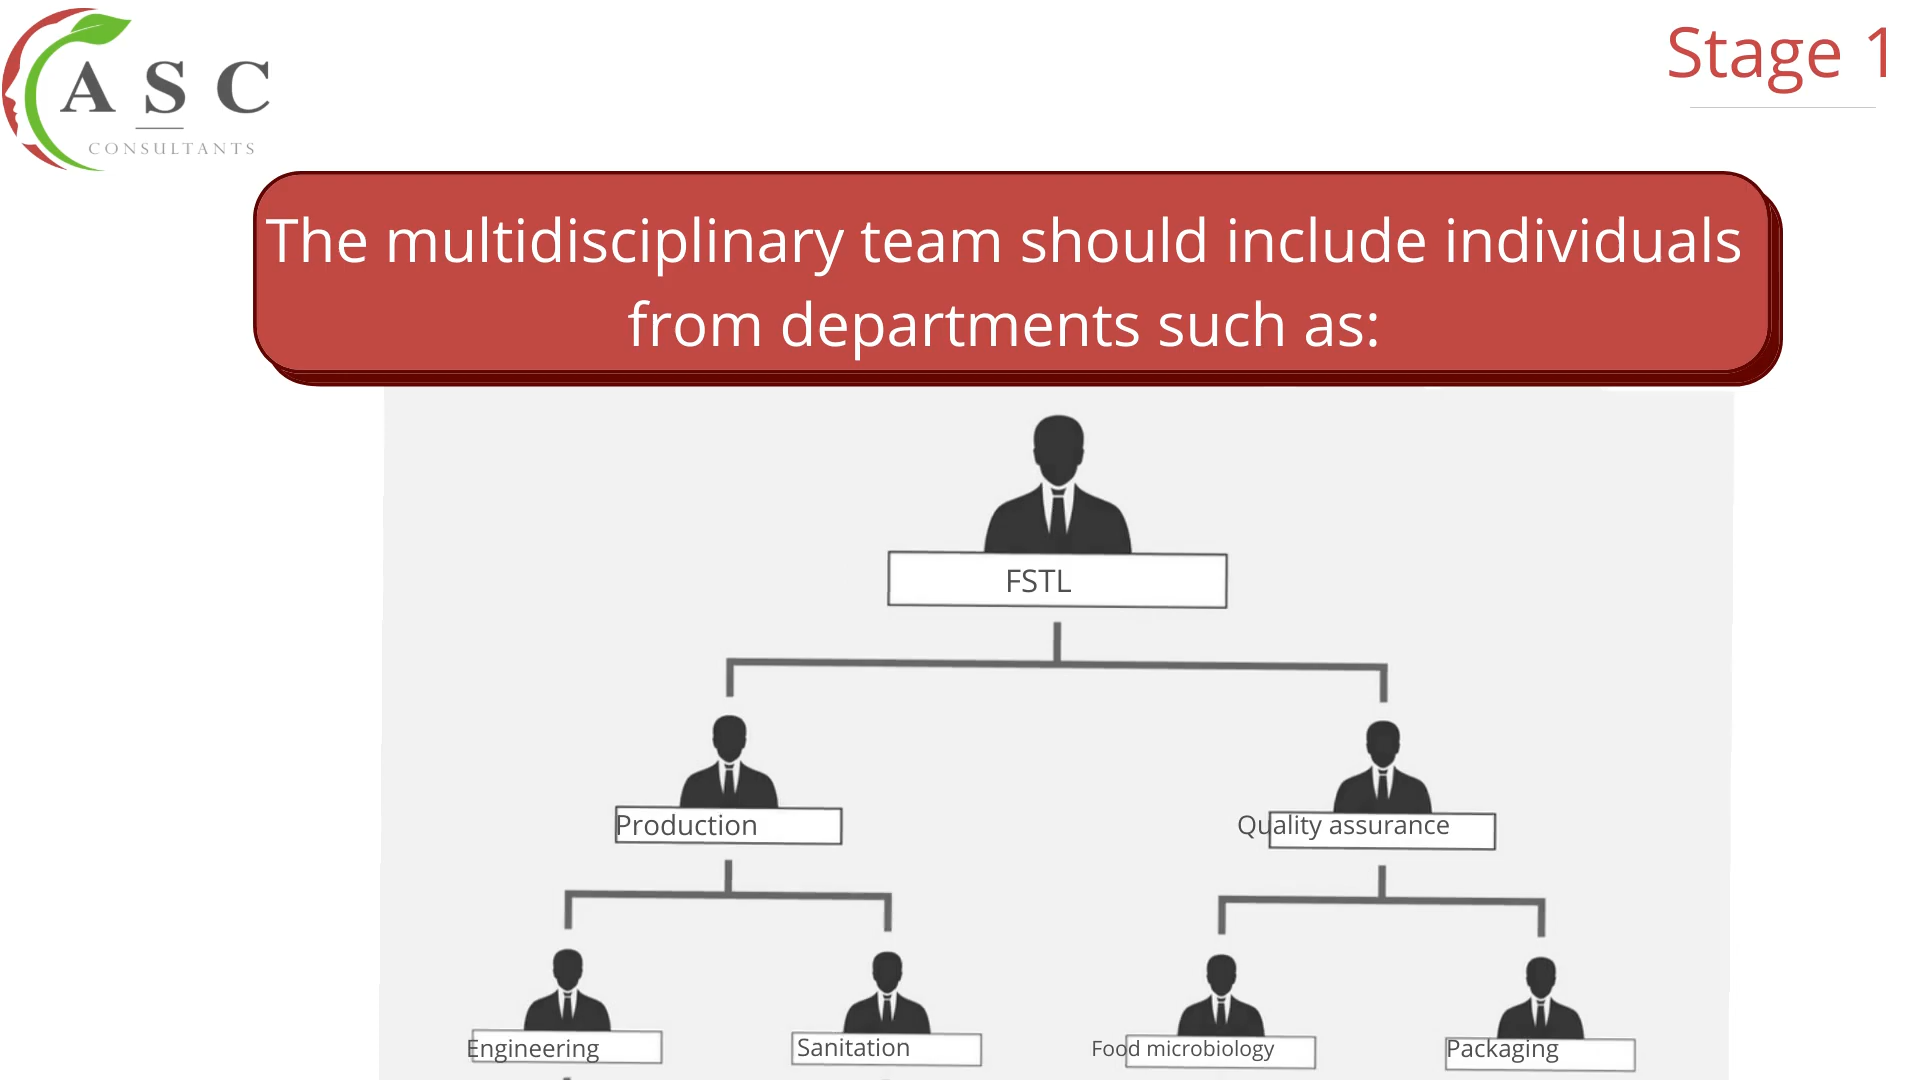 A S C
CONSULTANTS
Stage 1
The multidisciplinary team should include individuals
from departments such as:
FSTL
Production
Quality assurance
Engineering
Sanitation
Food microbiology
Packaging